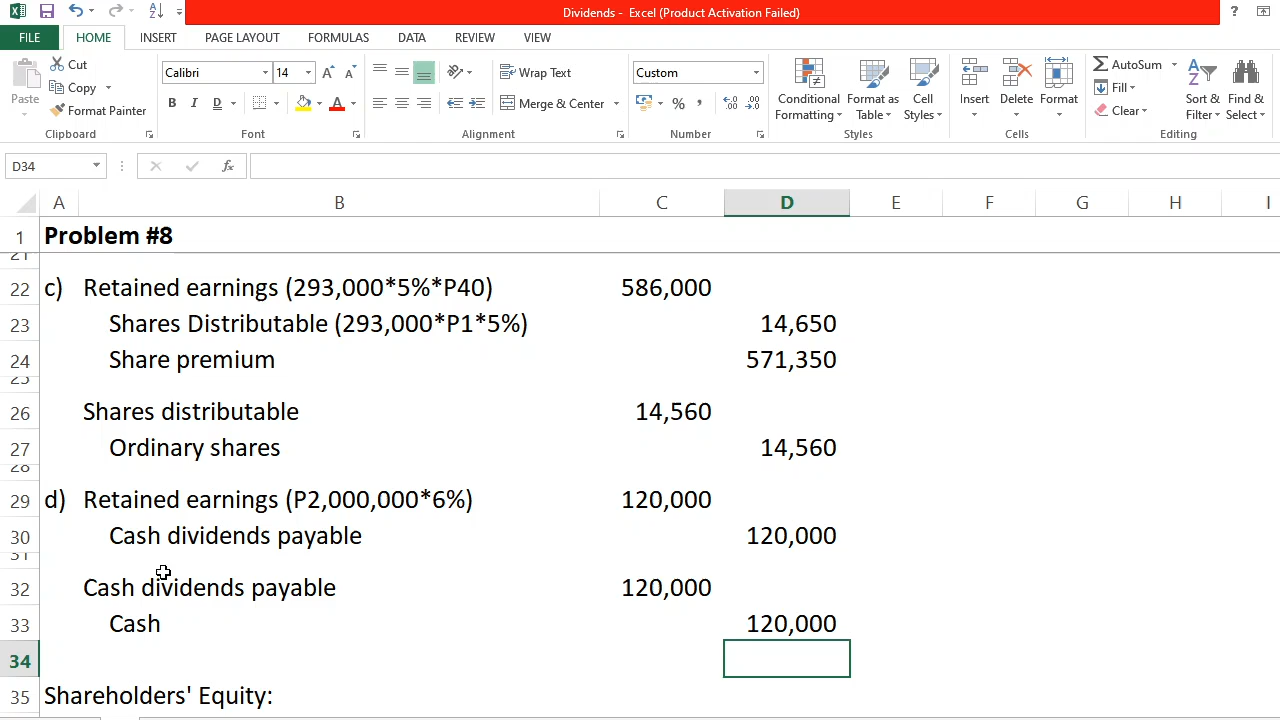 Dividends - Excel (Product Activation Failed)
FILE HOME INSERT PAGE LAYOUT FORMULAS DATA REVIEW VIEW
Cut
Copy
Format Painter
Paste
Clipboard
Calibri 14
B I D A
Font
Wrap Text
Merge & Center
Alignment
Custom
%
Number
Conditional Formatting
Format as Table
Cell Styles
Styles
Insert Delete Format
Cells
AutoSum
Fill
Clear
Sort & Filter
Find & Select
Editing
D34 fx
A B C D E F G H I
1 Problem #8
21
22 c) Retained earnings (293,000*5%*P40) 586,000
23 Shares Distributable (293,000*P1*5%) 14,650
24 Share premium 571,350
25
26 Shares distributable 14,560
27 Ordinary shares 14,560
28
29 d) Retained earnings (P2,000,000*6%) 120,000
30 Cash dividends payable 120,000
31
32 Cash dividends payable 120,000
33 Cash 120,000
34
35 Shareholders' Equity: